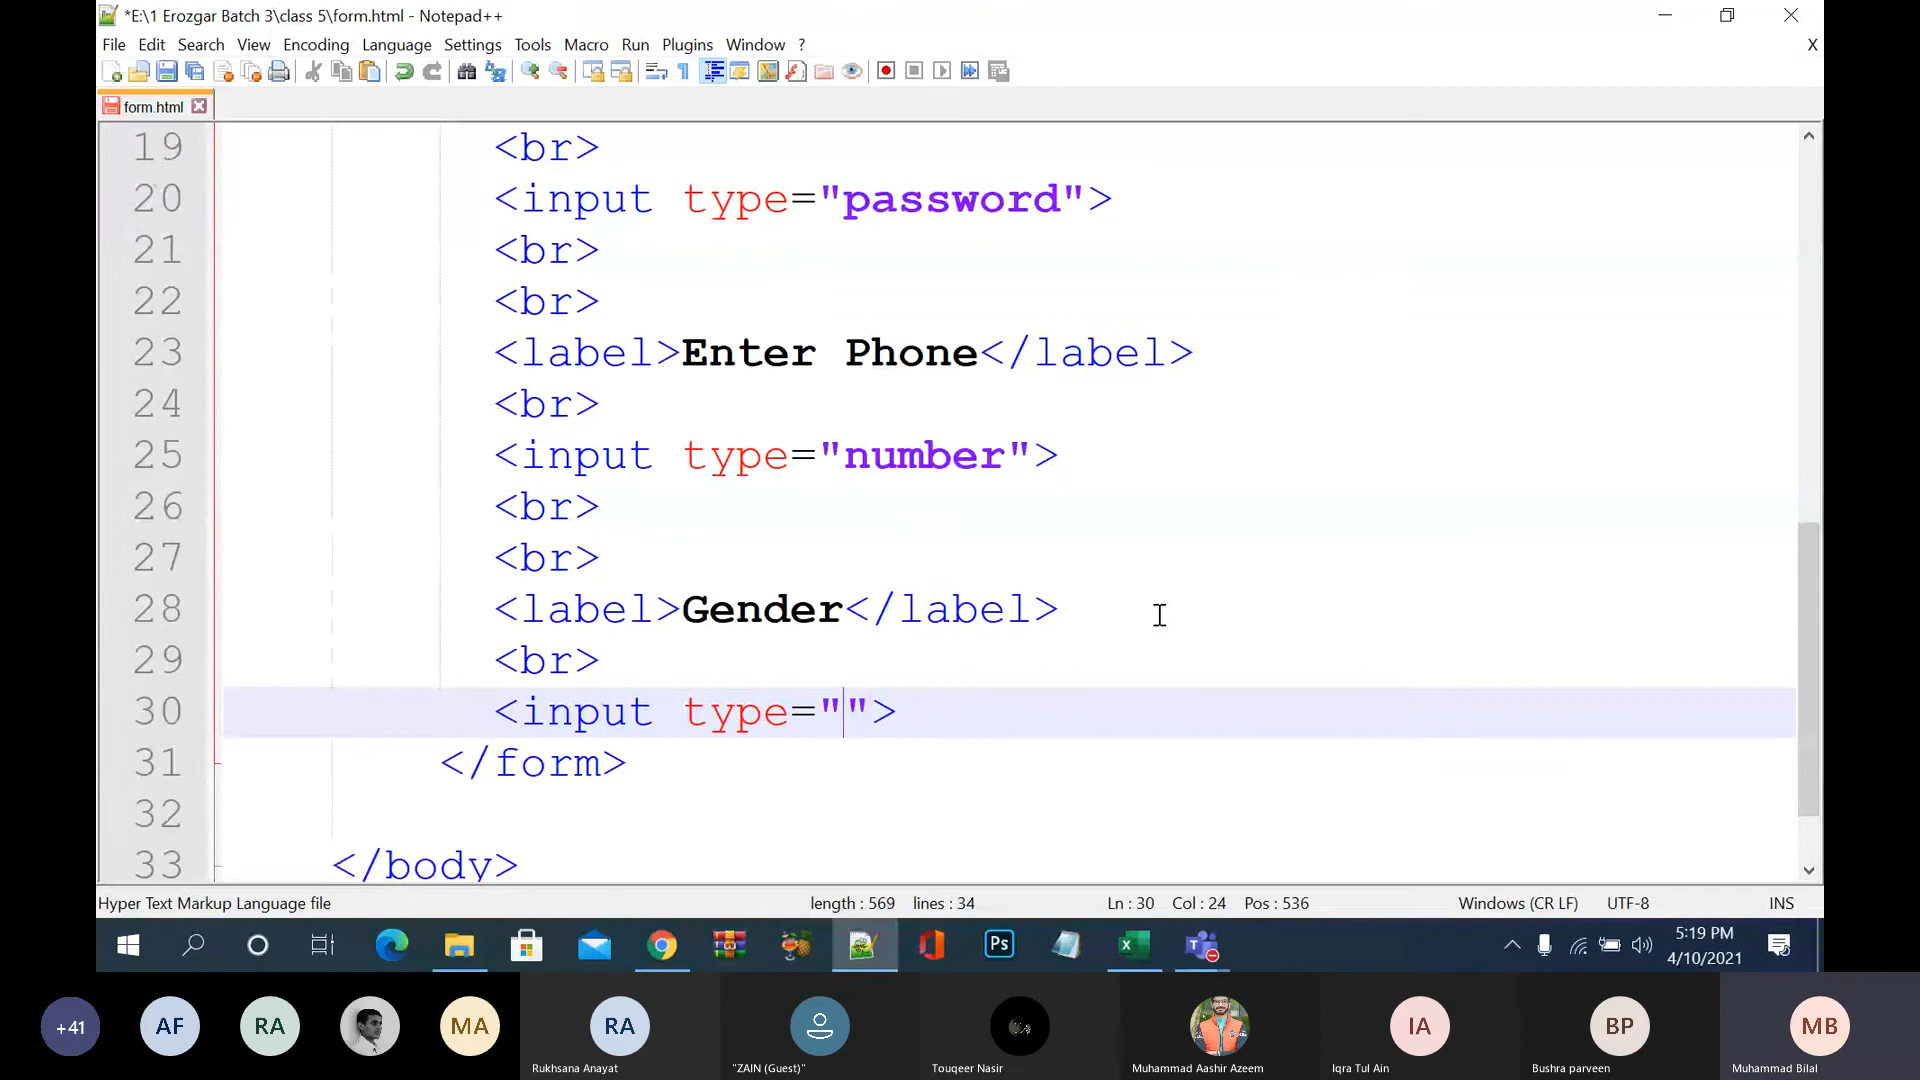 *E:\1 Erozgar Batch 3\class 5\form.html - Notepad++
File Edit Search View Encoding Language Settings Tools Macro Run Plugins Window ? X
form.html
19 <br>
20 <input type="password">
21 <br>
22 <br>
23 <label>Enter Phone</label>
24 <br>
25 <input type="number">
26 <br>
27 <br>
28 <label>Gender</label>
29 <br>
30 <input type="">
31 </form>
32
33 </body>
Hyper Text Markup Language file length : 569 lines : 34 Ln : 30 Col : 24 Pos : 536 Windows (CR LF) UTF-8 INS
Ps
5:19 PM
4/10/2021
+41 AF RA MA RA IA BP MB
Rukhsana Anayat "ZAIN (Guest)" Touqeer Nasir Muhammad Aashir Azeem Iqra Tul Ain Bushra parveen Muhammad Bilal